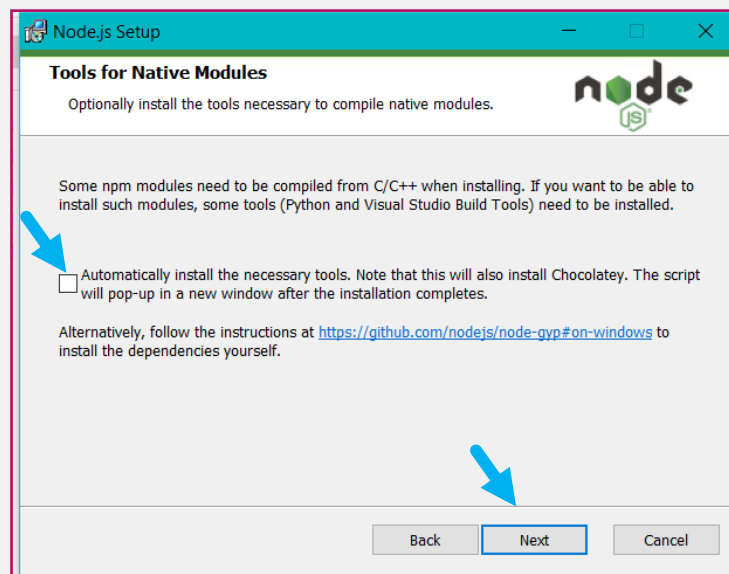 Node.js Setup
Tools for Native Modules
Optionally install the tools necessary to compile native modules.
node
JS
Some npm modules need to be compiled from C/C++ when installing. If you want to be able to
install such modules, some tools (Python and Visual Studio Build Tools) need to be installed.
Automatically install the necessary tools. Note that this will also install Chocolatey. The script
will pop-up in a new window after the installation completes.
Alternatively, follow the instructions at https://github.com/nodejs/node-gyp#on-windows to
install the dependencies yourself.
Back Next Cancel